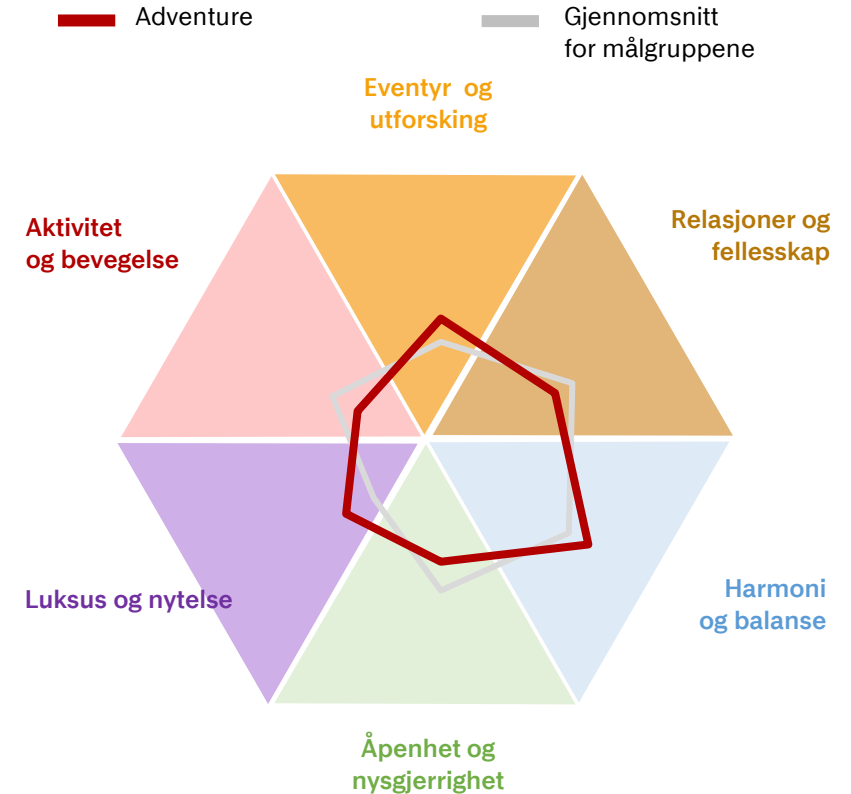 Adventure
Gjennomsnitt
for målgruppene
Eventyr og
utforsking
Aktivitet
og bevegelse
Relasjoner og
fellesskap
Luksus og nytelse
Harmoni
og balanse
Åpenhet og
nysgjerrighet